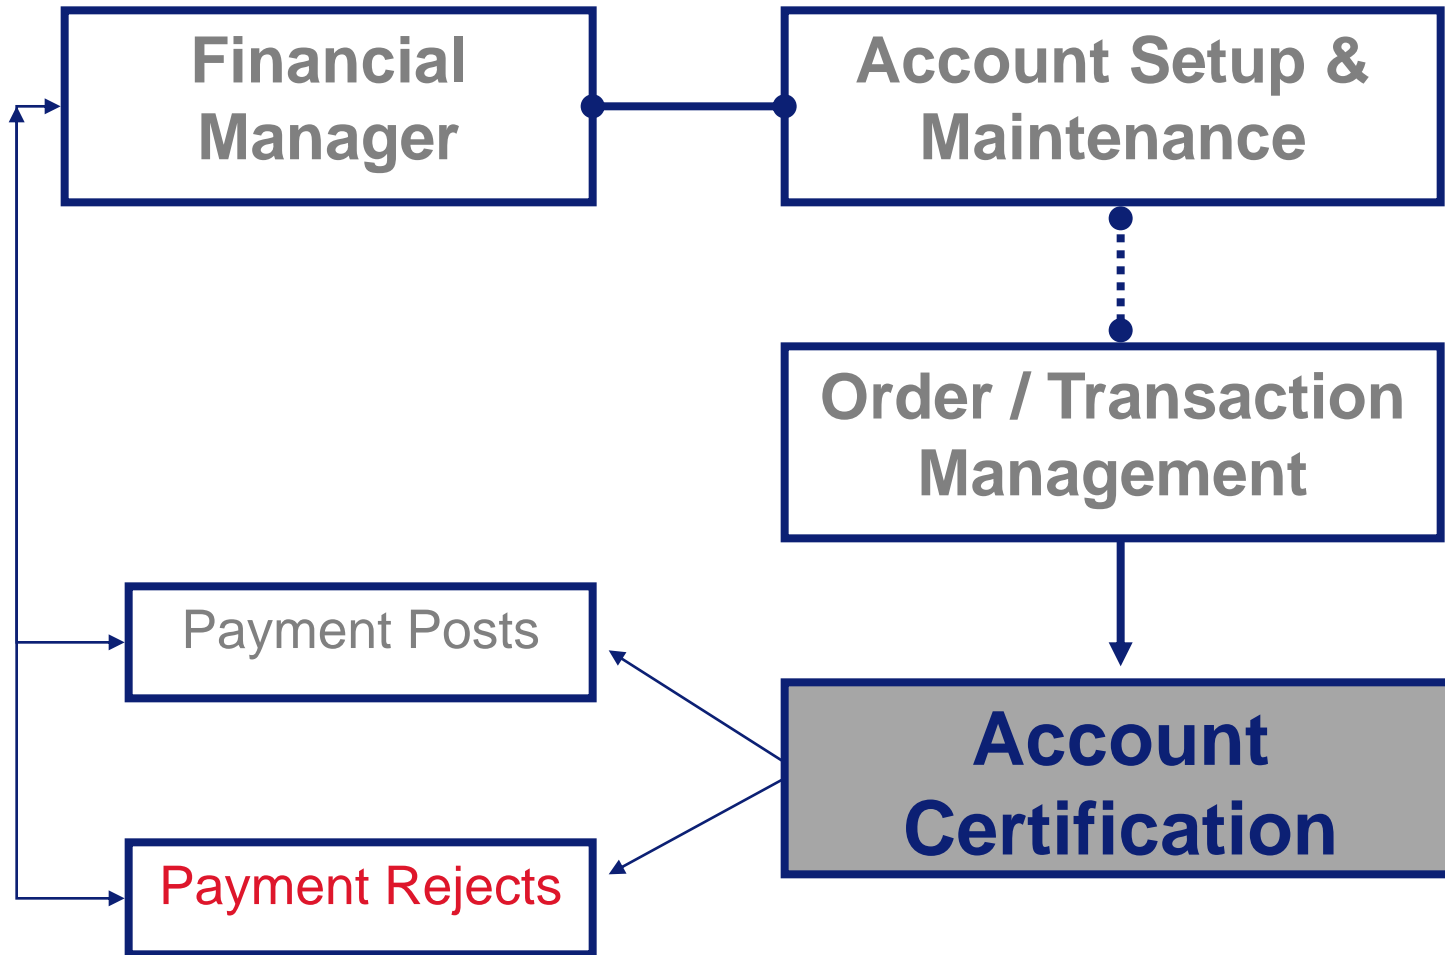 Financial
Manager
Account Setup &
Maintenance
Order / Transaction
Management
Payment Posts
Account
Certification
Payment Rejects